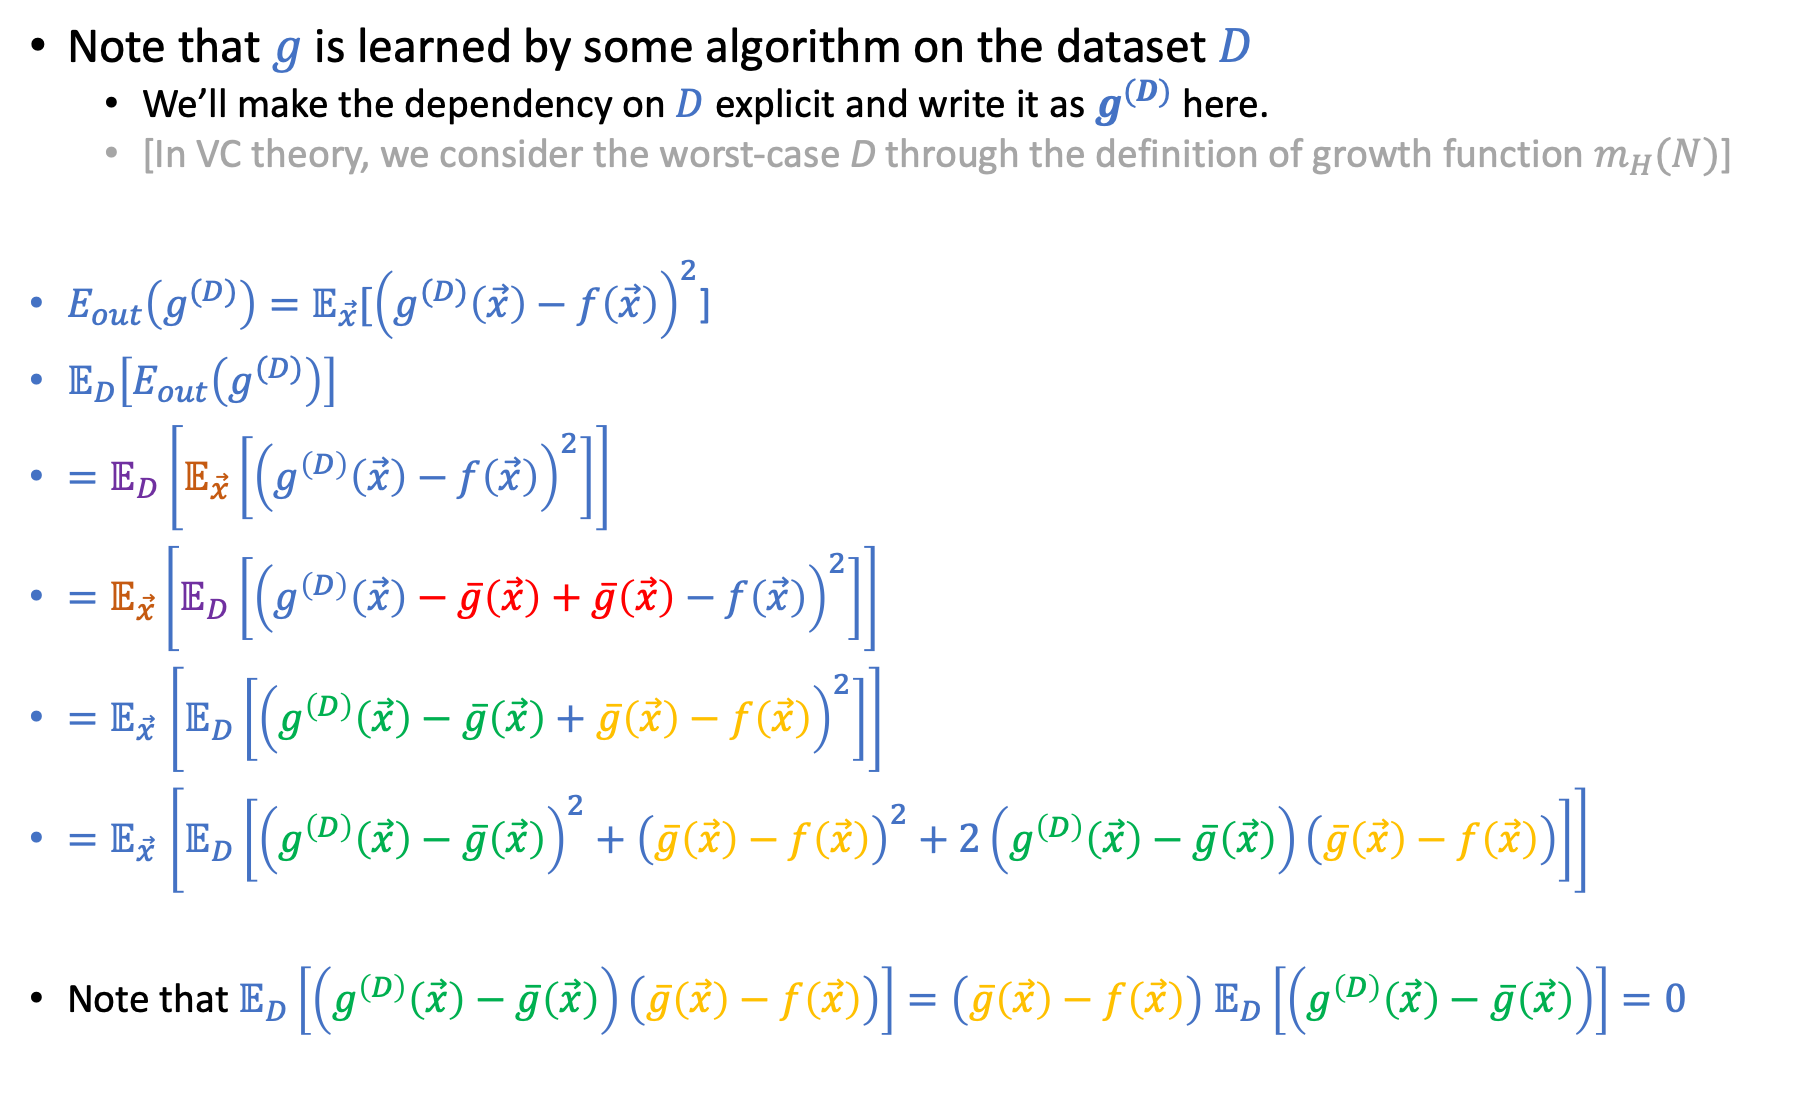 • Note that g is learned by some algorithm on the dataset D
• We'll make the dependency on D explicit and write it as g^(D) here.
• [In VC theory, we consider the worst-case D through the definition of growth function m_H(N)]
• E_out(g^(D)) = 𝔼_x⃗[(g^(D)(x⃗) − f(x⃗))^2]
• 𝔼_D[E_out(g^(D))]
• = 𝔼_D[𝔼_x⃗[(g^(D)(x⃗) − f(x⃗))^2]]
• = 𝔼_x⃗[𝔼_D[(g^(D)(x⃗) − ḡ(x⃗) + ḡ(x⃗) − f(x⃗))^2]]
• = 𝔼_x⃗[𝔼_D[(g^(D)(x⃗) − ḡ(x⃗) + ḡ(x⃗) − f(x⃗))^2]]
• = 𝔼_x⃗[𝔼_D[(g^(D)(x⃗) − ḡ(x⃗))^2 + (ḡ(x⃗) − f(x⃗))^2 + 2(g^(D)(x⃗) − ḡ(x⃗))(ḡ(x⃗) − f(x⃗))]]
• Note that 𝔼_D[(g^(D)(x⃗) − ḡ(x⃗))(ḡ(x⃗) − f(x⃗))] = (ḡ(x⃗) − f(x⃗)) 𝔼_D[(g^(D)(x⃗) − ḡ(x⃗))] = 0